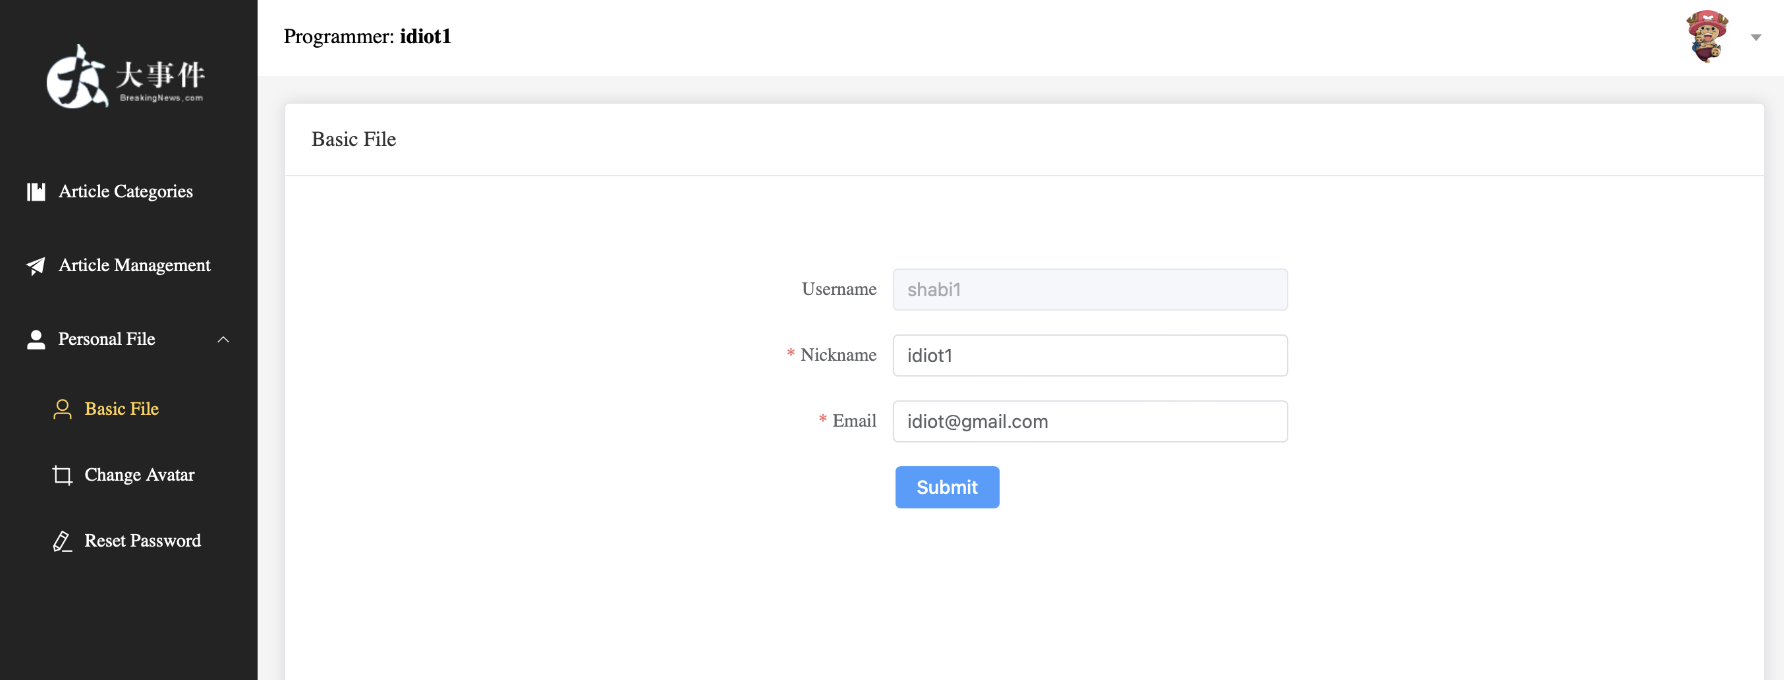 大事件
BreakingNews.com
Article Categories
Article Management
Personal File
Basic File
Change Avatar
Reset Password
Programmer: idiot1
Basic File
Username shabi1
* Nickname idiot1
* Email idiot@gmail.com
Submit